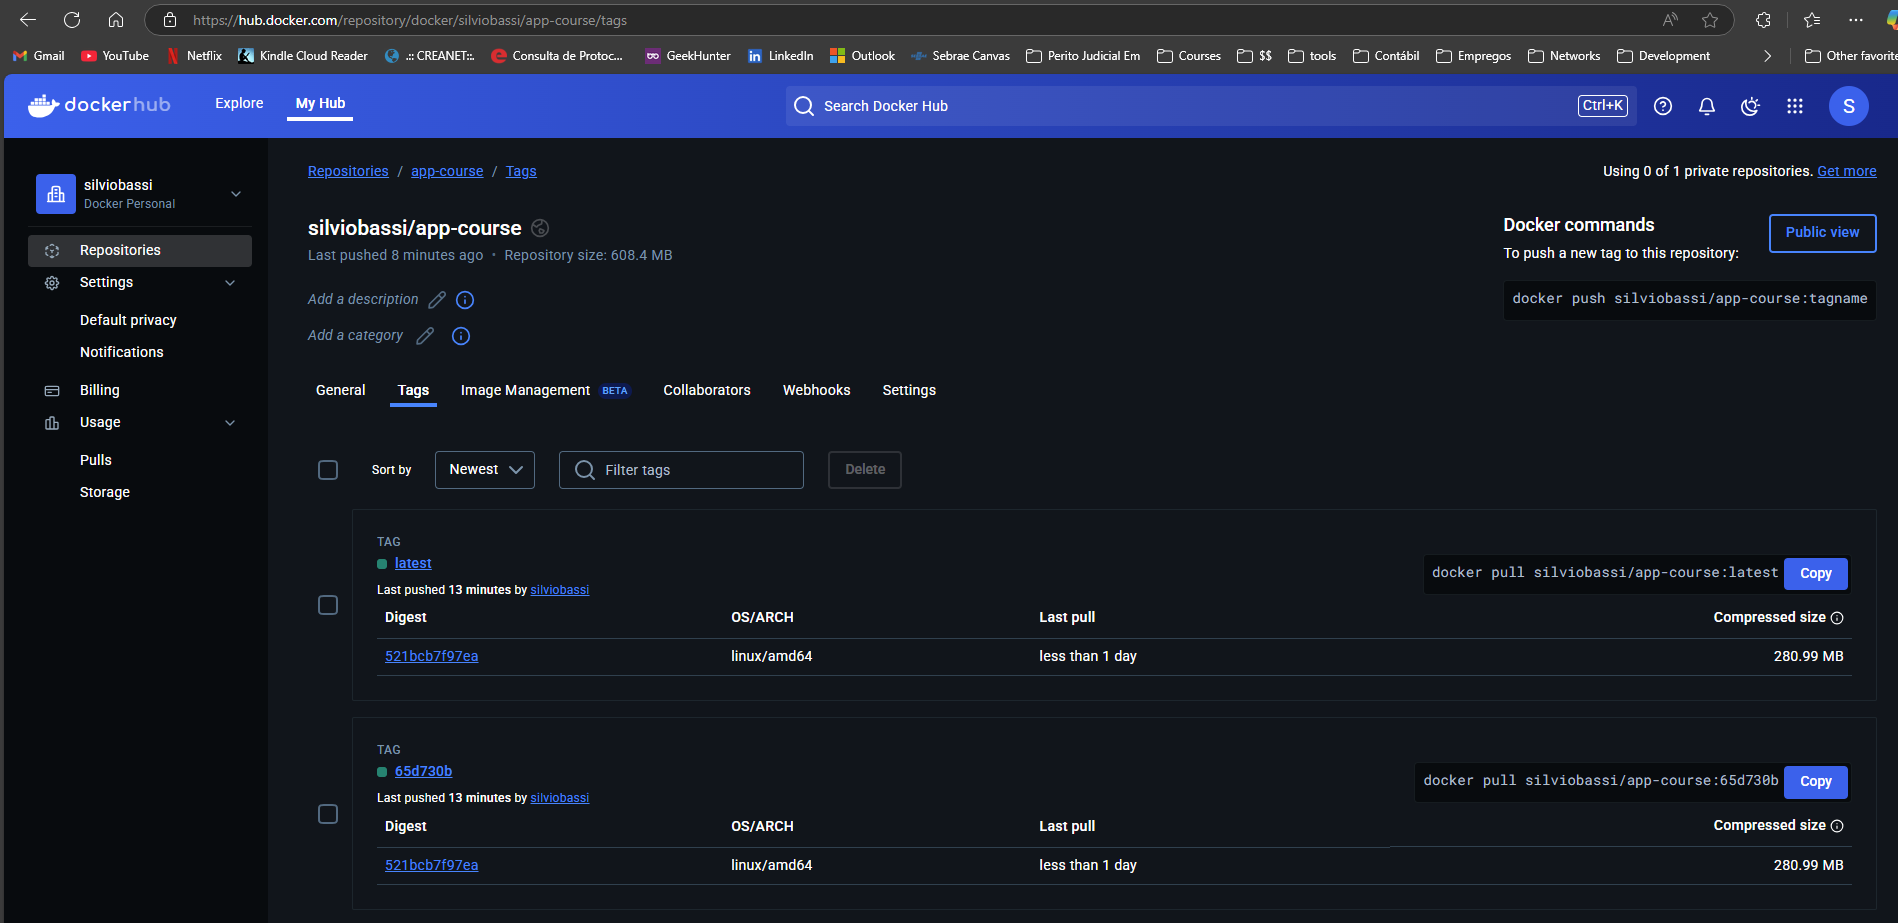 https://hub.docker.com/repository/docker/silviobassi/app-course/tags
Gmail YouTube Netflix Kindle Cloud Reader .:: CREANET::. Consulta de Protoc... GeekHunter LinkedIn Outlook Sebrae Canvas Perito Judicial Em Courses $$ tools Contábil Empregos Networks Development Other favorite
dockerhub Explore My Hub Search Docker Hub Ctrl+K S
silviobassi
Docker Personal
Repositories
Settings
Default privacy
Notifications
Billing
Usage
Pulls
Storage
Repositories / app-course / Tags
Using 0 of 1 private repositories. Get more
silviobassi/app-course
Last pushed 8 minutes ago · Repository size: 608.4 MB
Add a description
Add a category
Docker commands
Public view
To push a new tag to this repository:
docker push silviobassi/app-course:tagname
General Tags Image Management BETA Collaborators Webhooks Settings
Sort by Newest Filter tags Delete
TAG
latest
Last pushed 13 minutes by silviobassi
docker pull silviobassi/app-course:latest Copy
Digest OS/ARCH Last pull Compressed size
521bcb7f97ea linux/amd64 less than 1 day 280.99 MB
TAG
65d730b
Last pushed 13 minutes by silviobassi
docker pull silviobassi/app-course:65d730b Copy
Digest OS/ARCH Last pull Compressed size
521bcb7f97ea linux/amd64 less than 1 day 280.99 MB